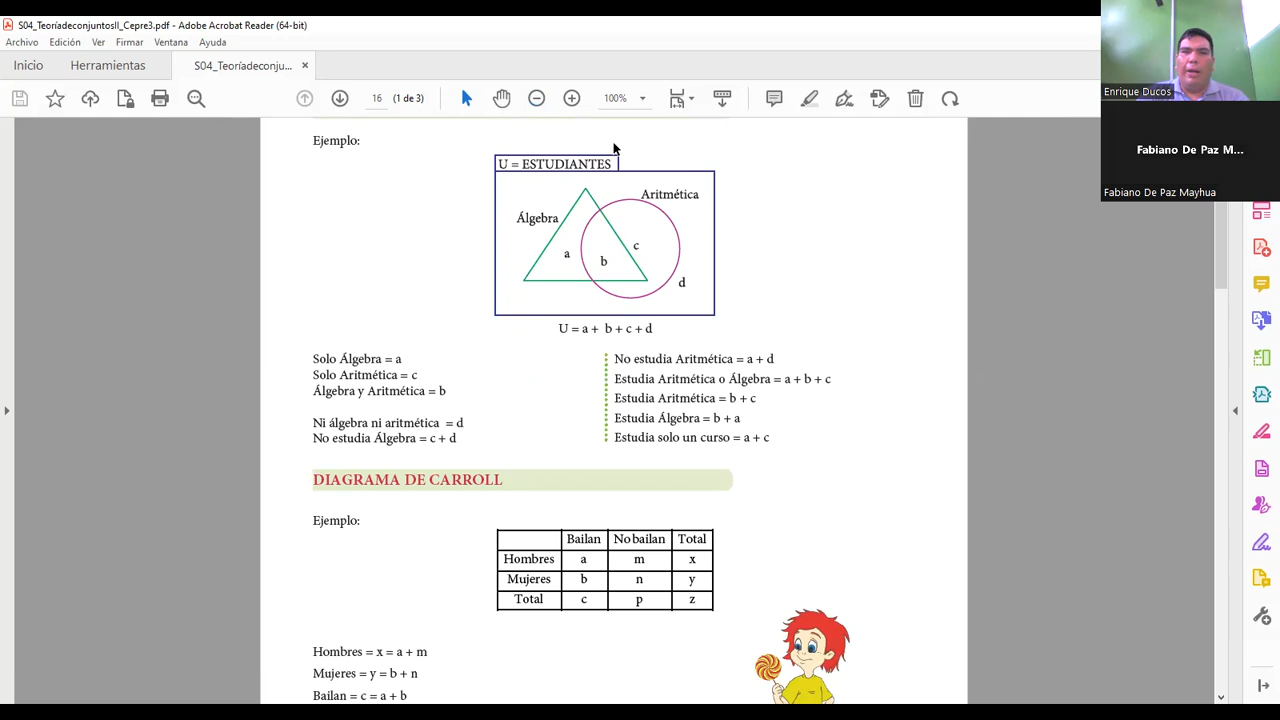 S04_TeoríadeconjuntosII_Cepre3.pdf - Adobe Acrobat Reader (64-bit)
Archivo Edición Ver Firmar Ventana Ayuda
Inicio Herramientas S04_Teoríadeconju... ×
16 (1 de 3) 100%
Enrique Ducos
Fabiano De Paz M...
Fabiano De Paz Mayhua
Ejemplo:
U = ESTUDIANTES
Aritmética
Álgebra
a b c d
U = a + b + c + d
Solo Álgebra = a
Solo Aritmética = c
Álgebra y Aritmética = b
Ni álgebra ni aritmética = d
No estudia Álgebra = c + d
No estudia Aritmética = a + d
Estudia Aritmética o Álgebra = a + b + c
Estudia Aritmética = b + c
Estudia Álgebra = b + a
Estudia solo un curso = a + c
DIAGRAMA DE CARROLL
Ejemplo:
Bailan No bailan Total
Hombres a m x
Mujeres b n y
Total c p z
Hombres = x = a + m
Mujeres = y = b + n
Bailan = c = a + b